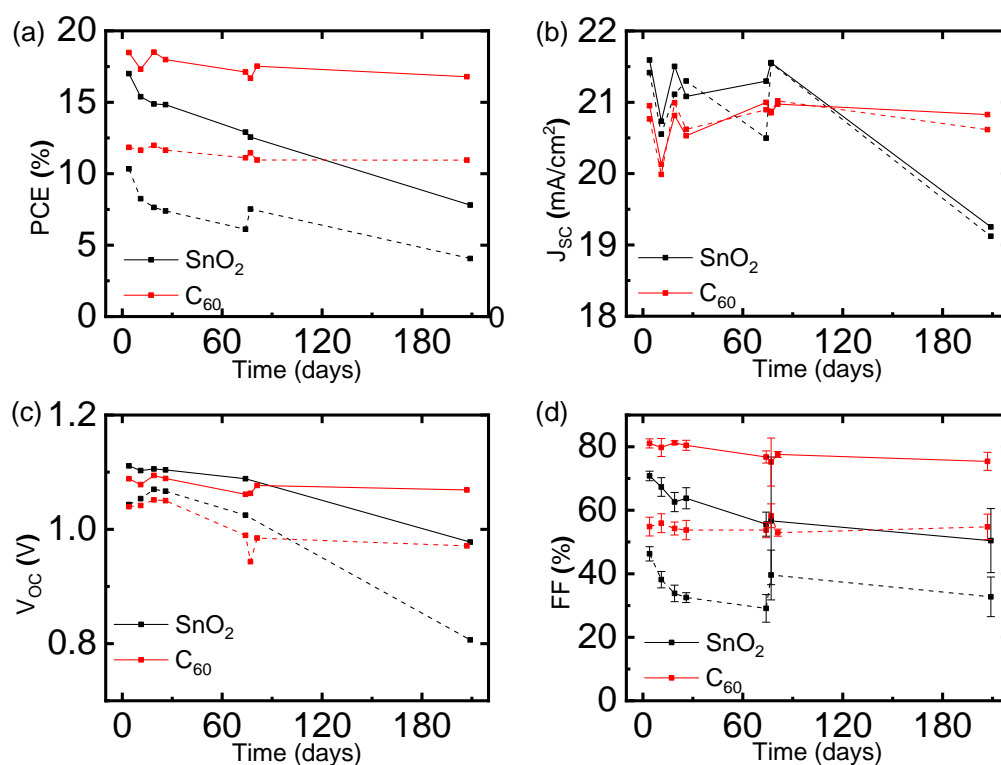 (a)
20
15
10
5
0
PCE (%)
SnO₂
C₆₀
0 60 120 180
Time (days)
0
(b)
22
21
20
19
18
J_SC (mA/cm²)
SnO₂
C₆₀
0 60 120 180
Time (days)
(c)
1.2
1.0
0.8
V_OC (V)
SnO₂
C₆₀
0 60 120 180
Time (days)
(d)
80
60
40
20
0
FF (%)
SnO₂
C₆₀
0 60 120 180
Time (days)